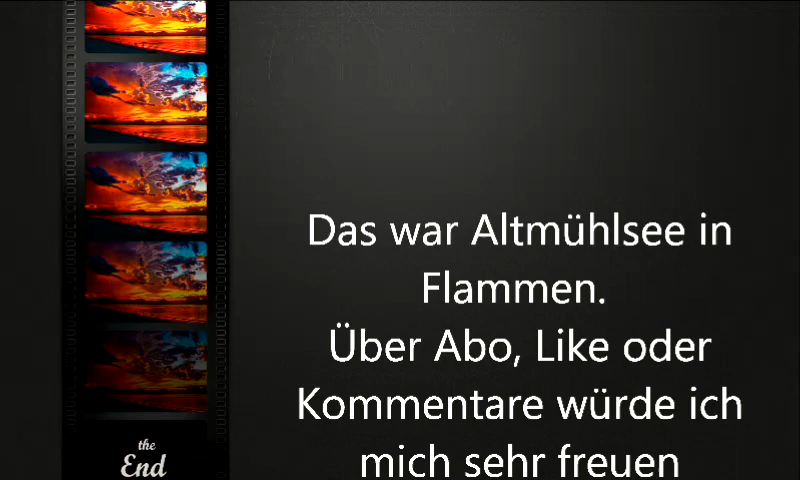 Das war Altmühlsee in
Flammen.
Über Abo, Like oder
Kommentare würde ich
mich sehr freuen
the
End